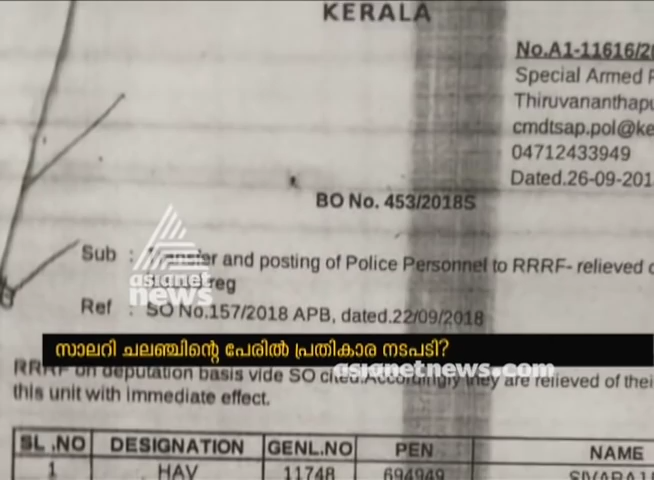 KERALA
No.A1-11616/2
Special Armed
Thiruvananthapu
cmdtsap.pol@ke
04712433949
Dated.26-09-201
BO No. 453/2018S
Sub : Transfer and posting of Police Personnel to RRRF- relieved
reg
asianet
news
Ref : SO No.157/2018 APB, dated.22/09/2018
സാലറി ചലഞ്ചിന്റെ പേരിൽ പ്രതികാര നടപടി?
asianetnews.com
RRRF on deputation basis vide SO cited.Accordingly they are relieved of thei
this unit with immediate effect.
SL .NO DESIGNATION GENL.NO PEN NAME
1 HAV 11748 694949